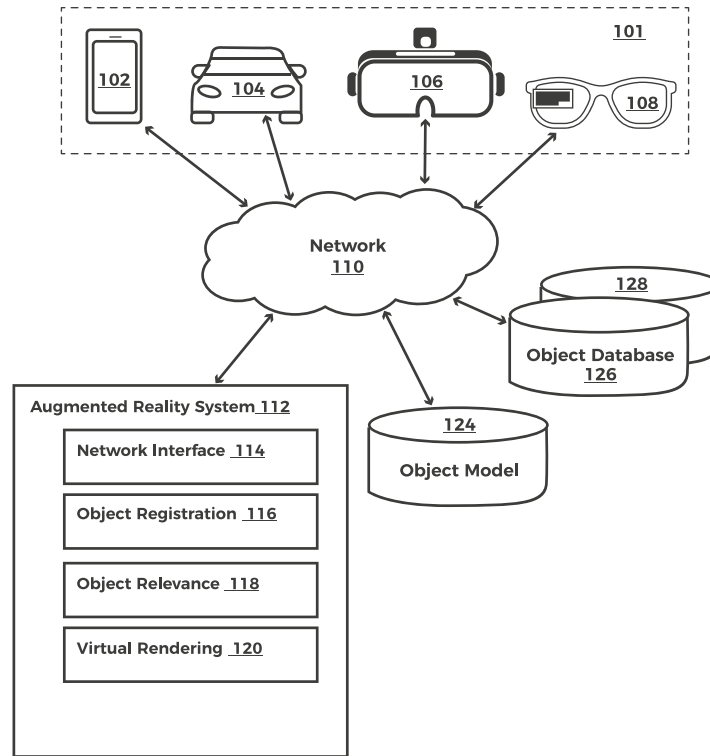 101
102
104
106
108
Network
110
128
Object Database
126
Augmented Reality System 112
124
Network Interface 114
Object Model
Object Registration 116
Object Relevance 118
Virtual Rendering 120